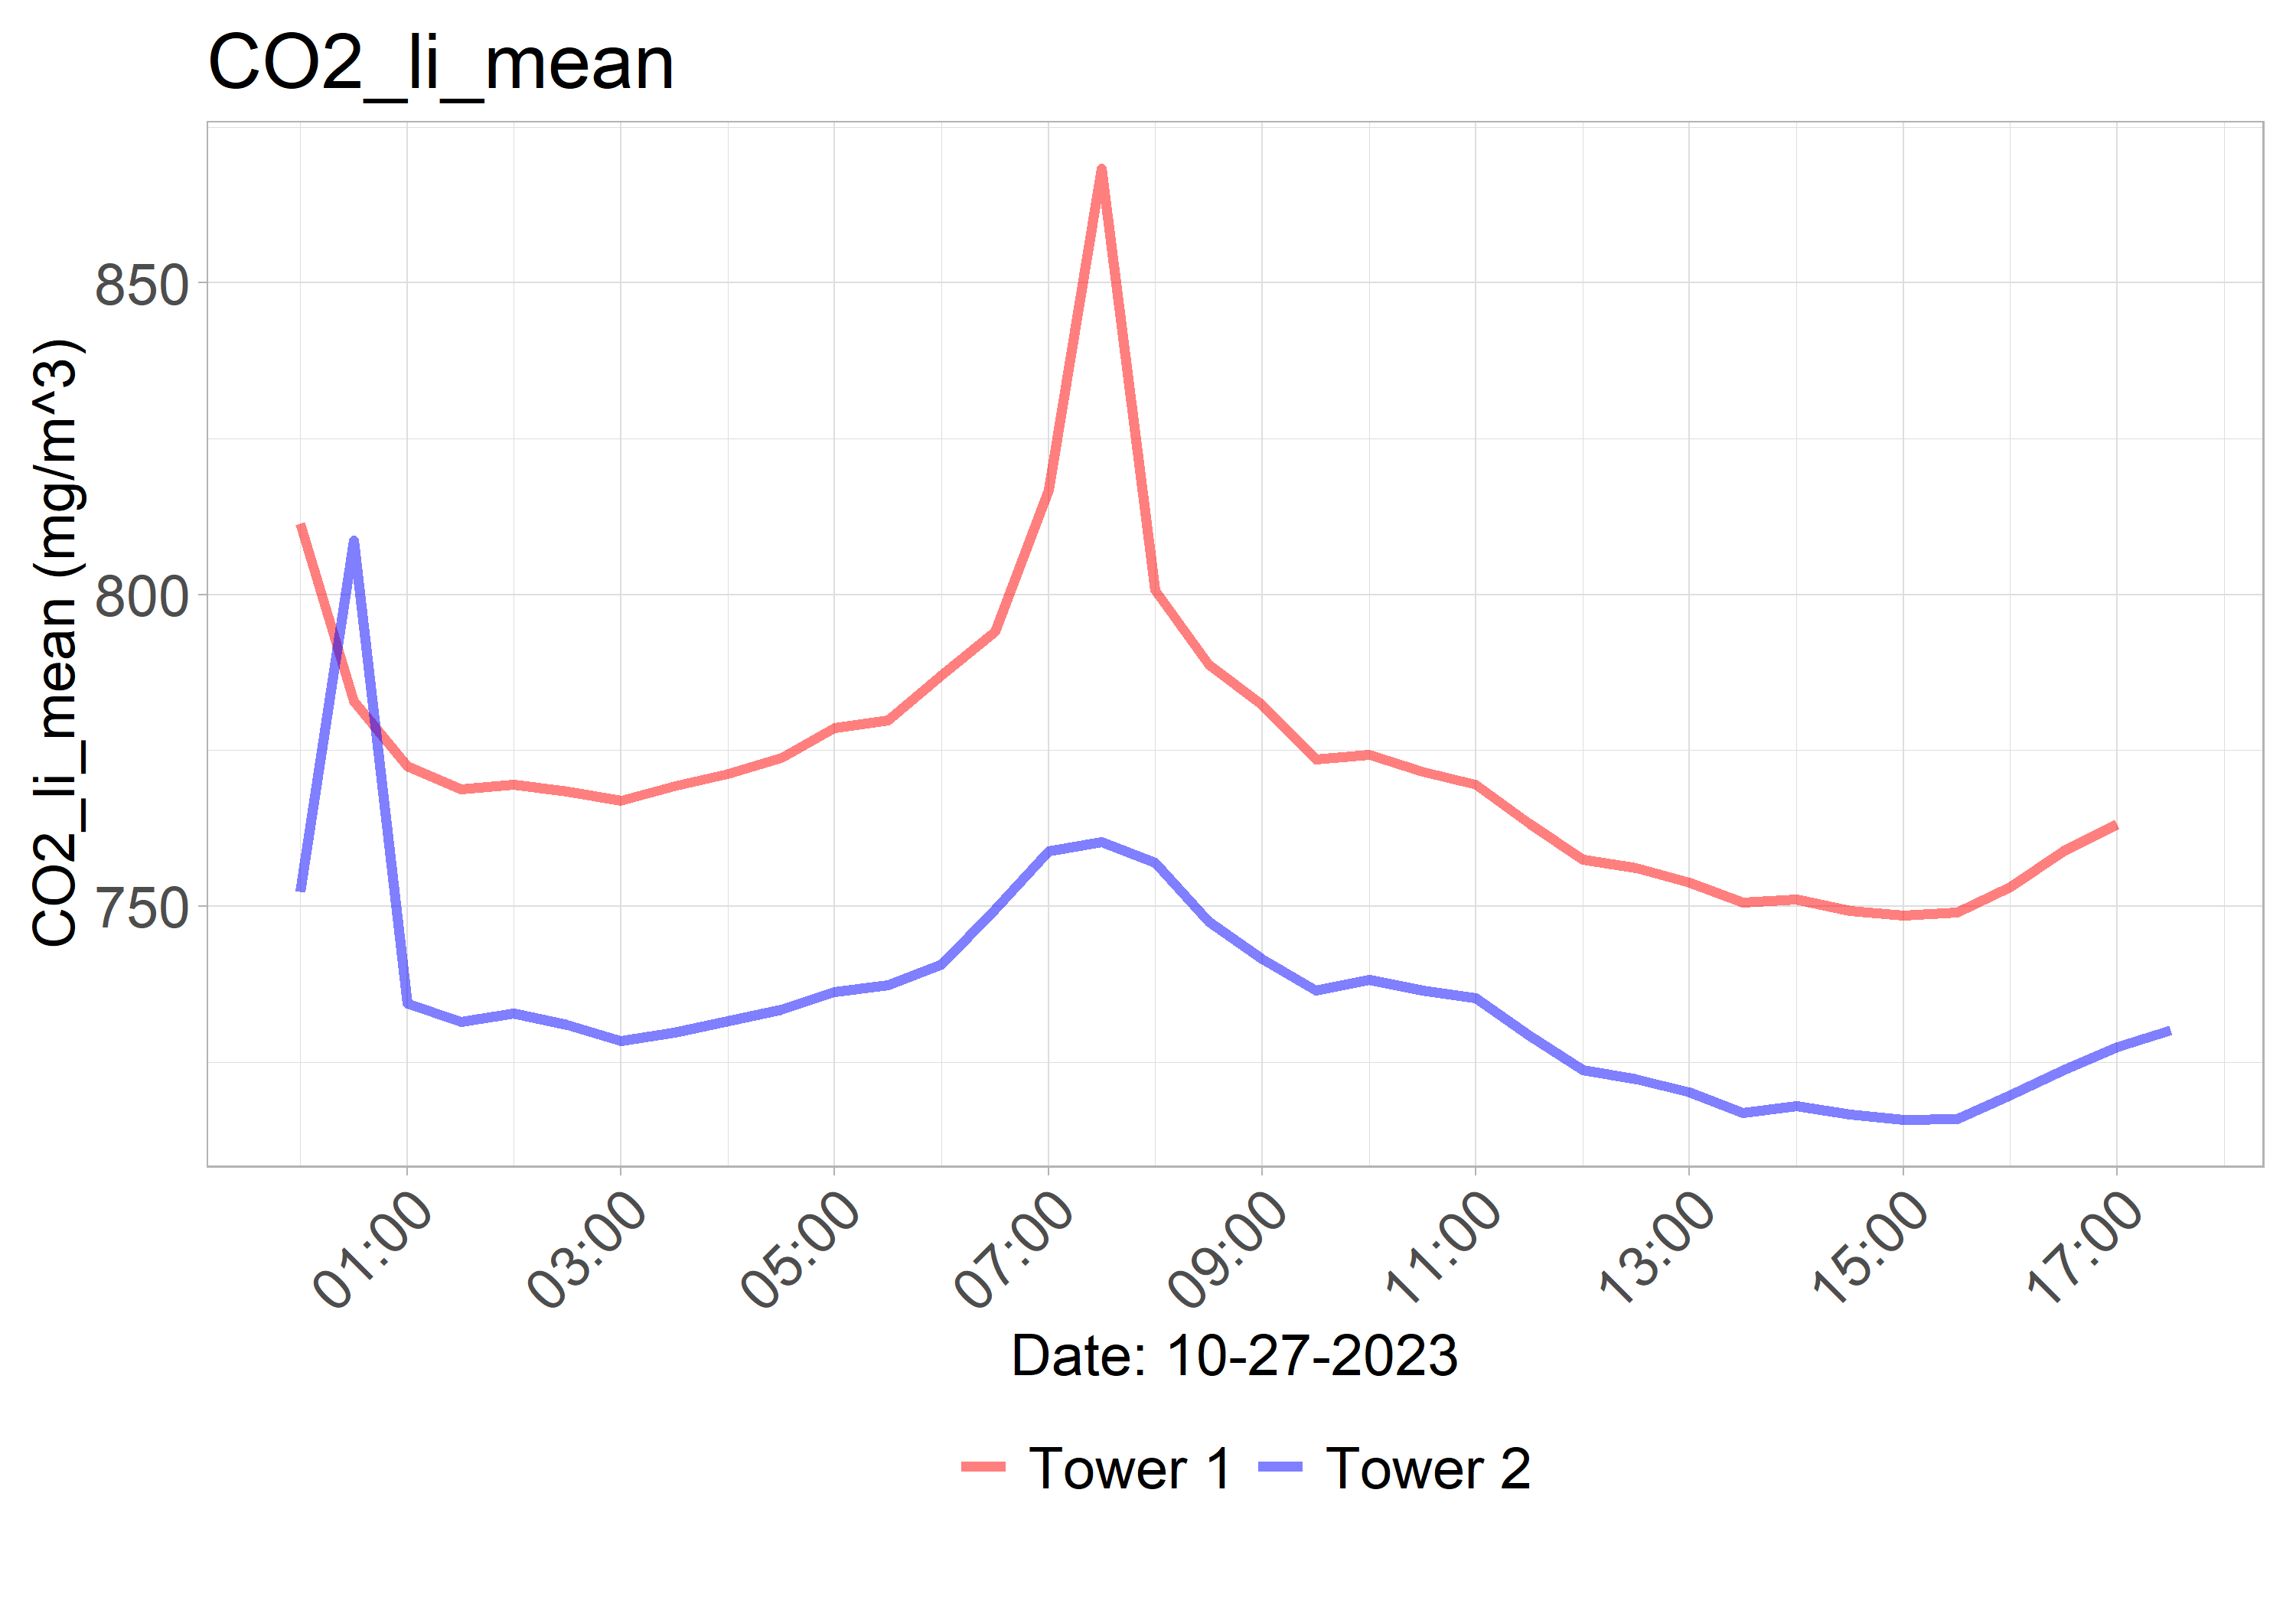 CO2_li_mean
CO2_li_mean (mg/m^3)
850
800
750
01:00
03:00
05:00
07:00
09:00
11:00
13:00
15:00
17:00
Date: 10-27-2023
Tower 1
Tower 2